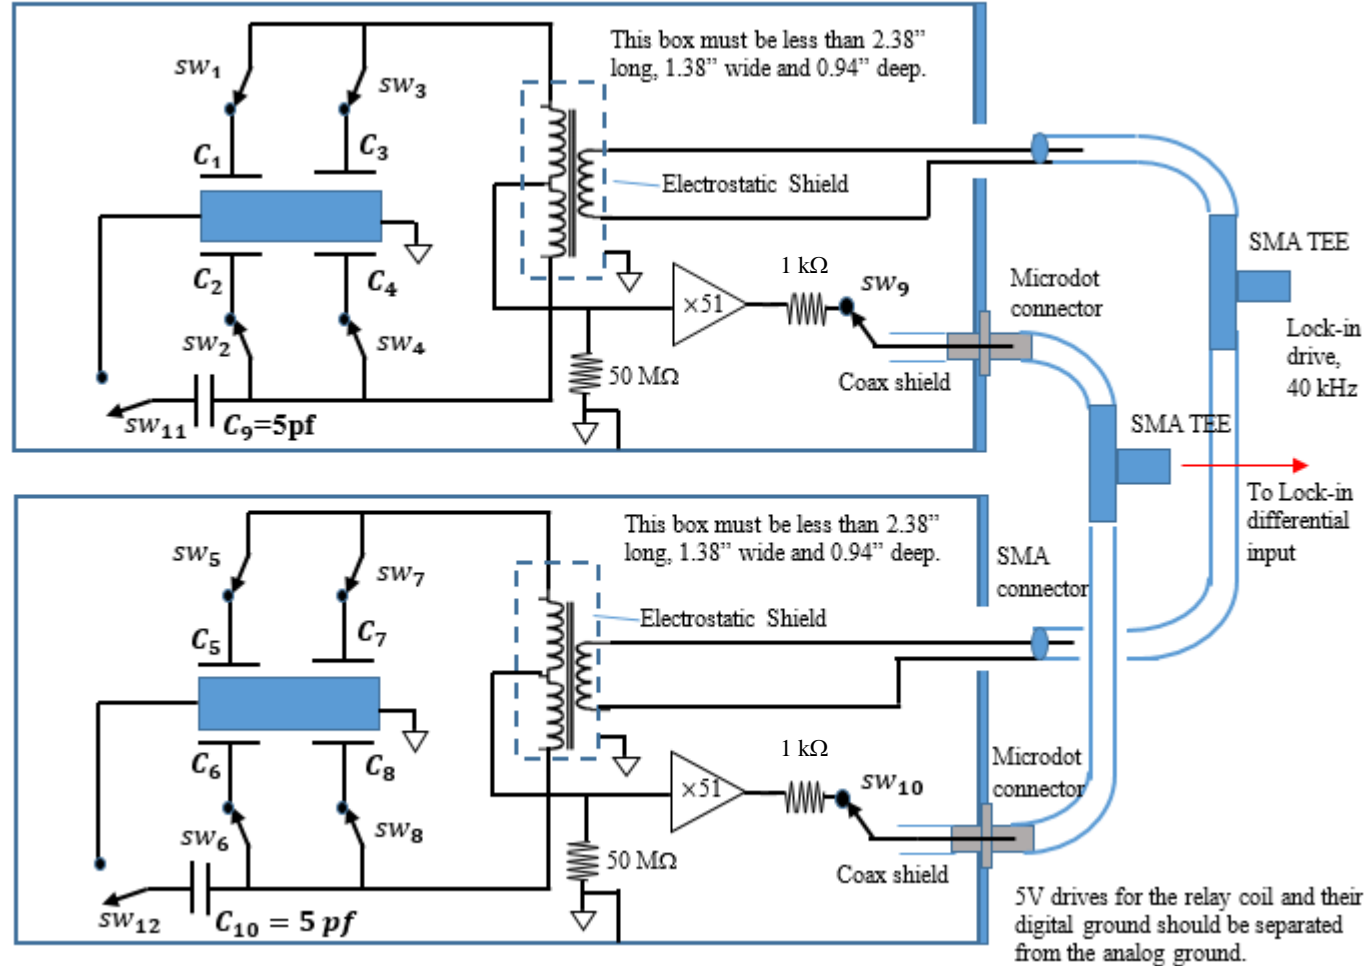 This box must be less than 2.38”
long, 1.38” wide and 0.94” deep.
sw₁
sw₃
C₁
C₃
Electrostatic Shield
C₂
C₄
sw₂
sw₄
sw₁₁
C₉=5pf
50 MΩ
×51
1 kΩ
sw₉
Coax shield
Microdot
connector
SMA TEE
Lock-in
drive,
40 kHz
SMA TEE
To Lock-in
differential
input
This box must be less than 2.38”
long, 1.38” wide and 0.94” deep.
sw₅
sw₇
C₅
C₇
Electrostatic Shield
SMA
connector
C₆
C₈
sw₆
sw₈
sw₁₂
C₁₀ = 5 pf
50 MΩ
×51
1 kΩ
sw₁₀
Coax shield
Microdot
connector
5V drives for the relay coil and their
digital ground should be separated
from the analog ground.